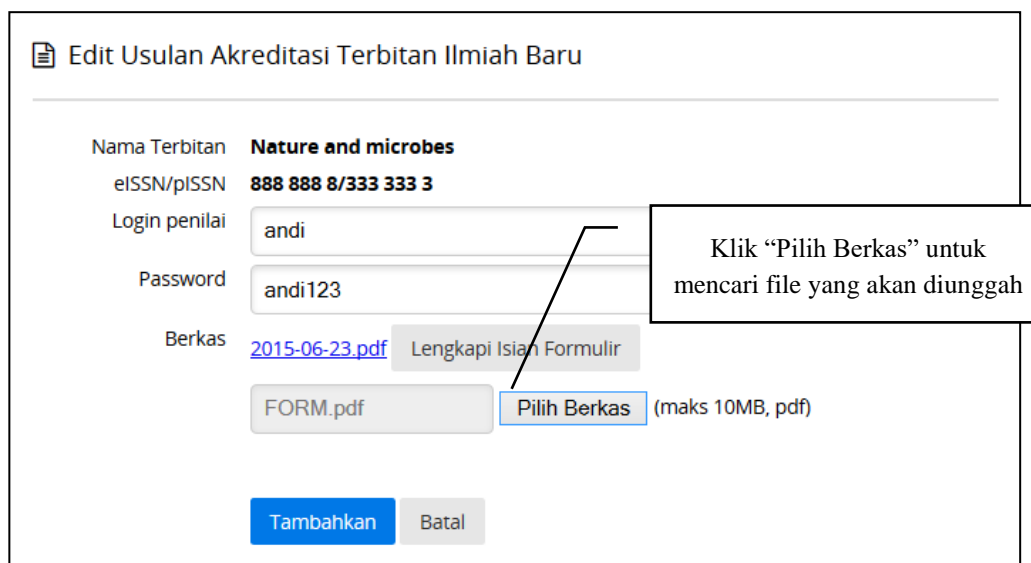 Edit Usulan Akreditasi Terbitan Ilmiah Baru
Nama Terbitan Nature and microbes
eISSN/pISSN 888 888 8/333 333 3
Login penilai andi
Klik “Pilih Berkas” untuk
mencari file yang akan diunggah
Password andi123
Berkas 2015-06-23.pdf Lengkapi Isian Formulir
FORM.pdf Pilih Berkas (maks 10MB, pdf)
Tambahkan Batal